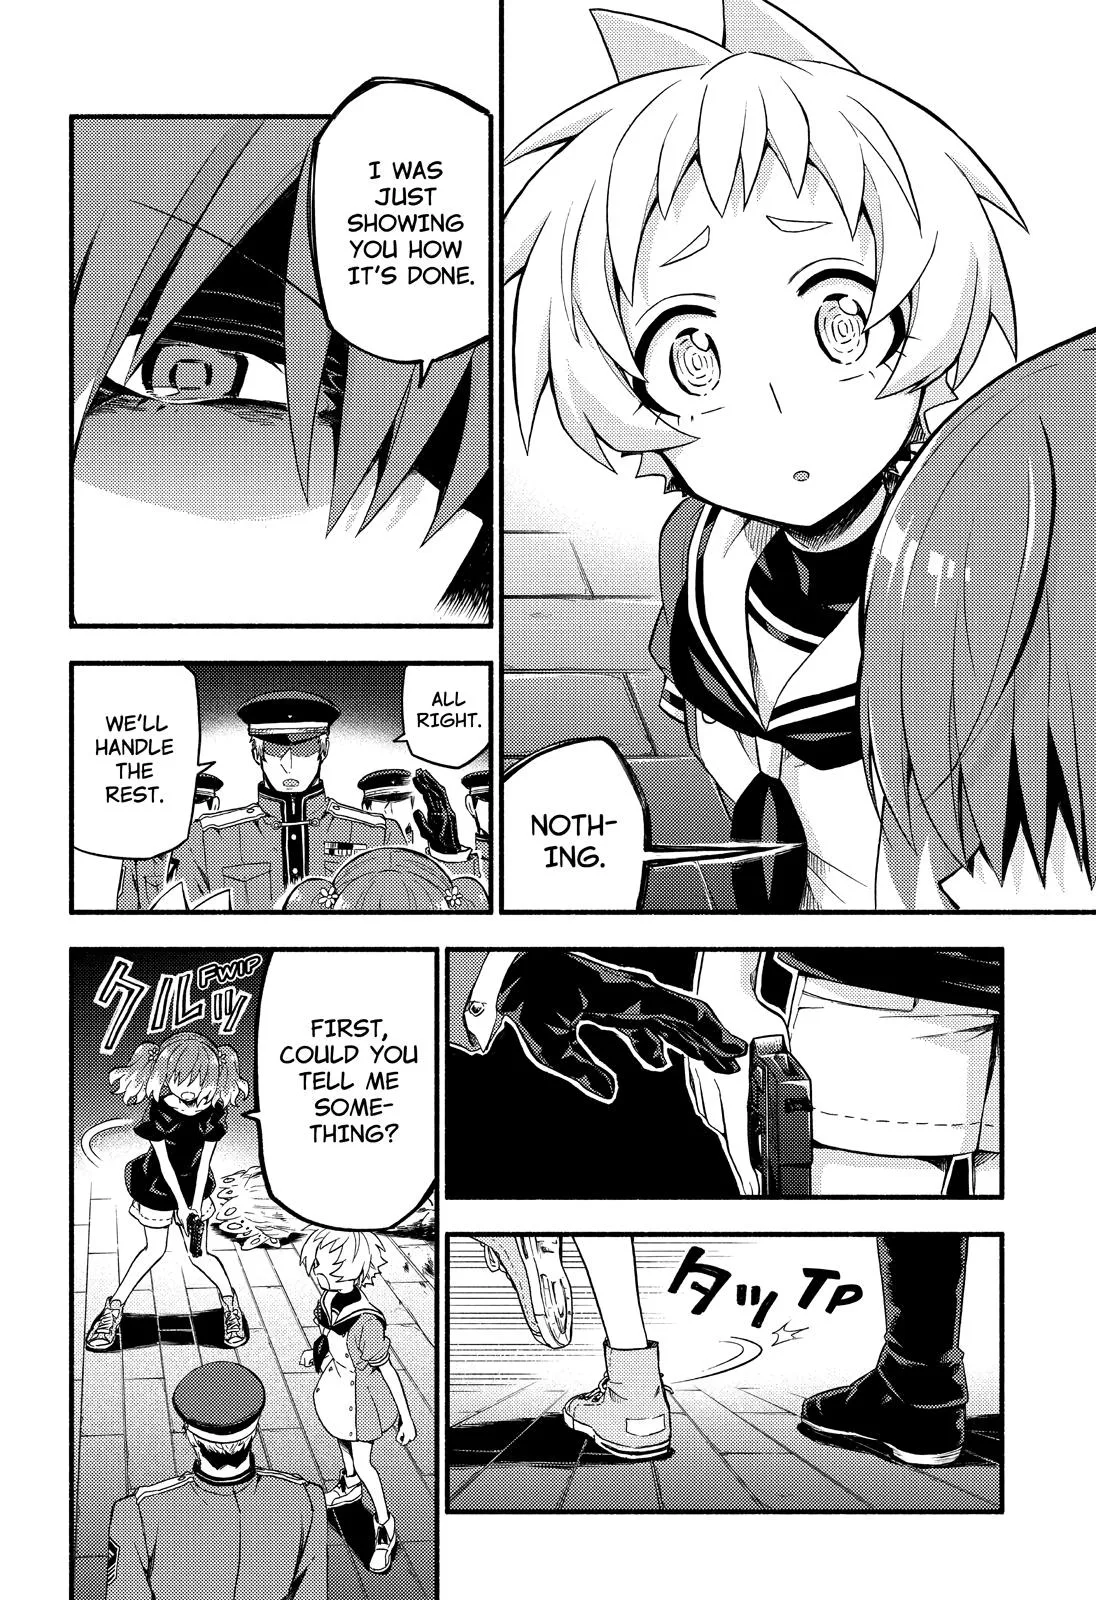 NOTH-
ING.
I WAS
JUST
SHOWING
YOU HOW
IT'S DONE.
ALL
RIGHT.
WE'LL
HANDLE
THE
REST.
タッ
TP
クルッ
FWIP
FIRST,
COULD YOU
TELL ME
SOME-
THING?